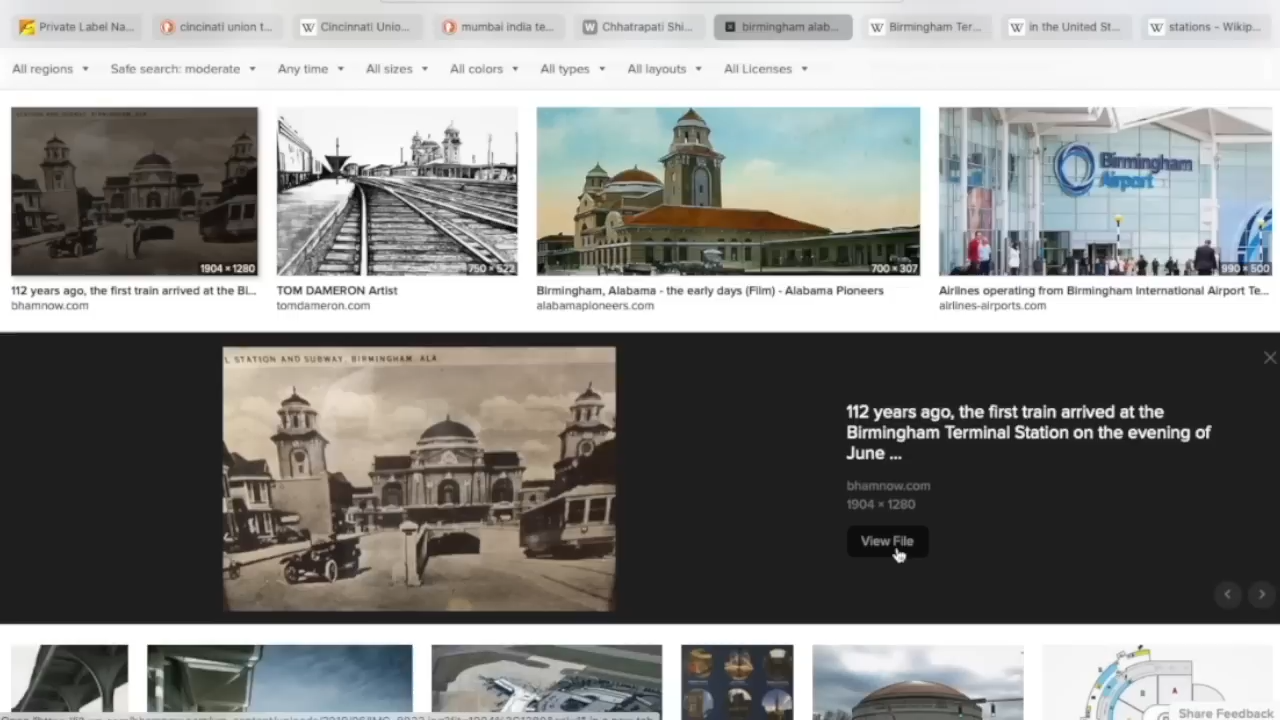 Private Label Na...
cincinati union t...
Cincinnati Unio...
mumbai india te...
Chhatrapati Shi...
birmingham alab...
Birmingham Ter...
in the United St...
stations – Wikip...
All regions
Safe search: moderate
Any time
All sizes
All colors
All types
All layouts
All Licenses
STATION AND SUBWAY, BIRMINGHAM, ALA
Birmingham
Airport
1904 × 1280
750 × 522
700 × 307
990 × 500
112 years ago, the first train arrived at the Bi...
TOM DAMERON Artist
Birmingham, Alabama - the early days (Film) - Alabama Pioneers
Airlines operating from Birmingham International Airport Te...
bhamnow.com
tomdameron.com
alabamapioneers.com
airlines-airports.com
L STATION AND SUBWAY, BIRMINGHAM, ALA
112 years ago, the first train arrived at the
Birmingham Terminal Station on the evening of
June ...
bhamnow.com
1904 × 1280
View File
A
Share Feedback